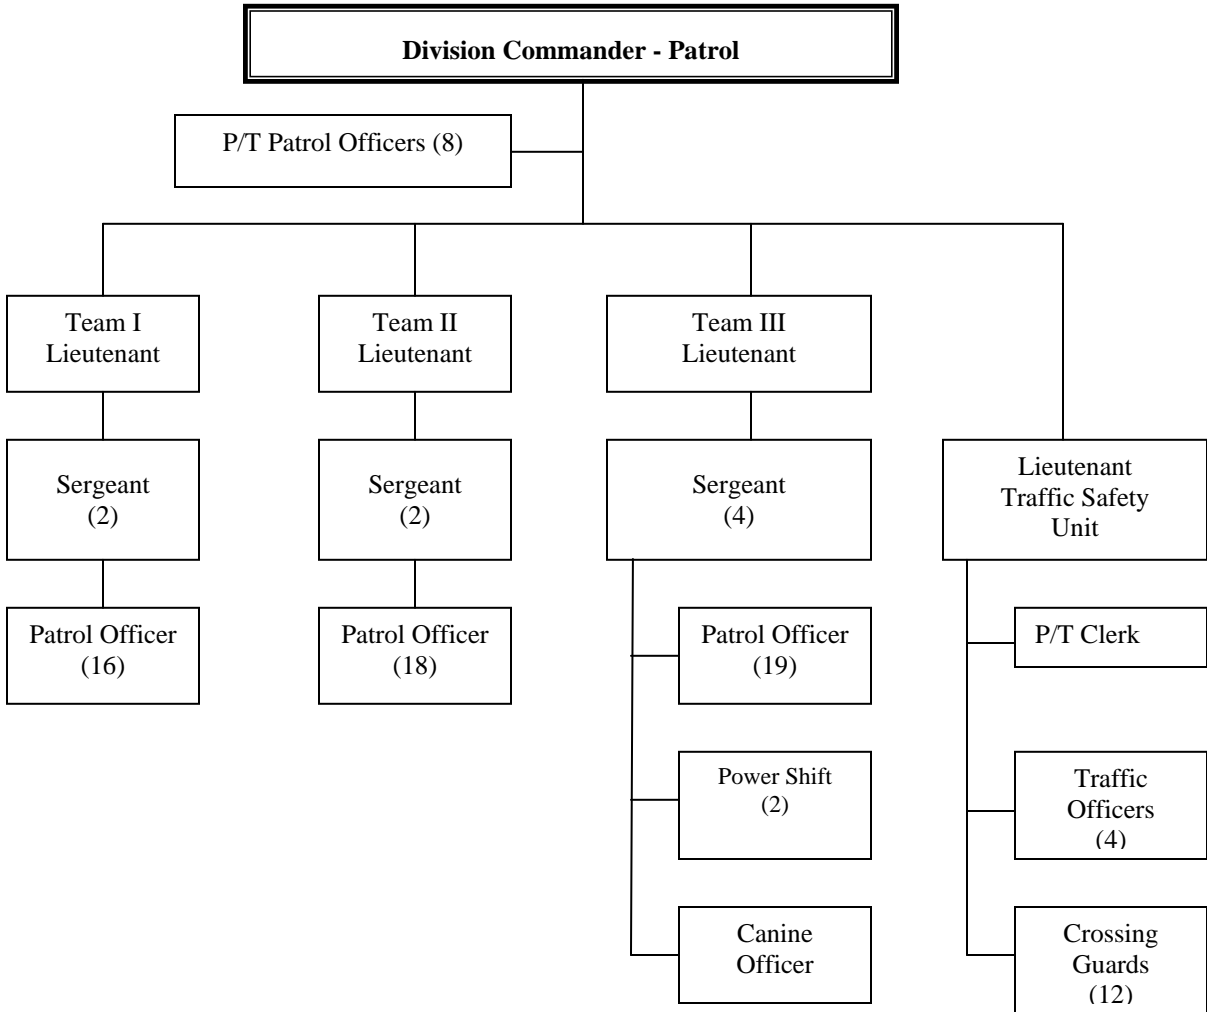 Division Commander - Patrol
P/T Patrol Officers (8)
Team I
Lieutenant
Team II
Lieutenant
Team III
Lieutenant
Sergeant
(2)
Sergeant
(2)
Sergeant
(4)
Lieutenant
Traffic Safety
Unit
Patrol Officer
(16)
Patrol Officer
(18)
Patrol Officer
(19)
P/T Clerk
Power Shift
(2)
Traffic
Officers
(4)
Canine
Officer
Crossing
Guards
(12)